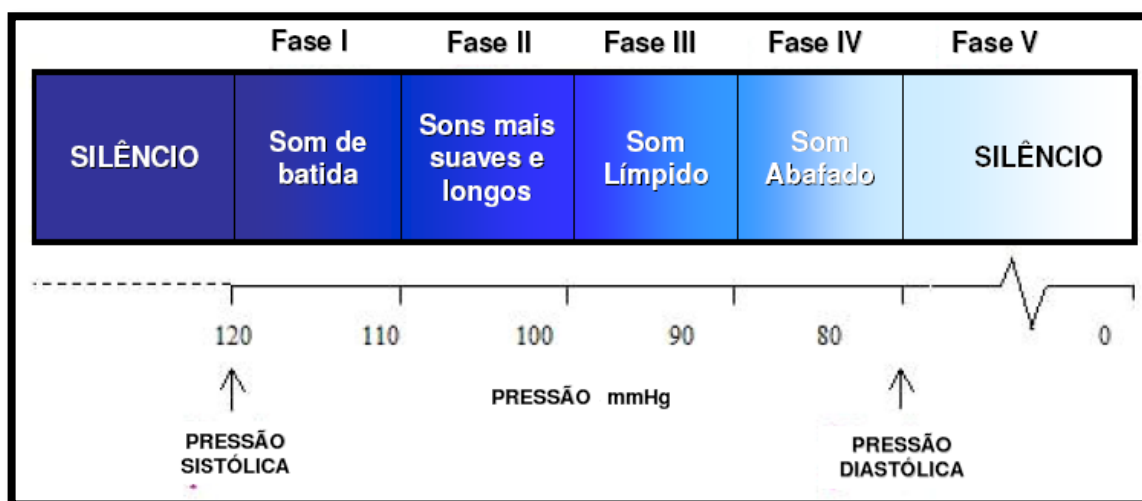 Fase I Fase II Fase III Fase IV Fase V
SILÊNCIO
Som de
batida
Sons mais
suaves e
longos
Som
Límpido
Som
Abafado
SILÊNCIO
120 110 100 90 80 0
PRESSÃO mmHg
PRESSÃO
SISTÓLICA
PRESSÃO
DIASTÓLICA